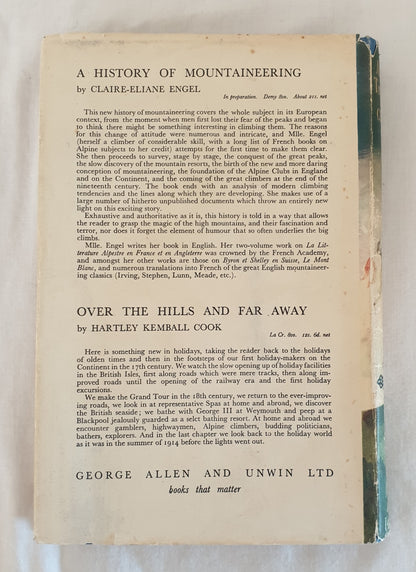 A HISTORY OF MOUNTAINEERING
by CLAIRE-ELIANE ENGEL
In preparation. Demy 8vo. About 21s. net
This new history of mountaineering covers the whole subject in its European
context, from the moment when men first lost their fear of the peaks and began
to think there might be something interesting in climbing them. The reasons
for this change of attitude were numerous and intricate, and Mlle. Engel
(herself a climber of considerable skill, with a long list of French books on
Alpine subjects to her credit) attempts for the first time to make them clear.
She then proceeds to survey, stage by stage, the conquest of the great peaks,
the slow discovery of the mountain resorts, the birth of the new and more daring
conception of mountaineering, the foundation of the Alpine Clubs in England
and on the Continent, and the coming of the great climbers at the end of the
nineteenth century. The book ends with an analysis of modern climbing
tendencies and the lines along which they are developing. She makes use of a
large number of hitherto unpublished documents which throw an entirely new
light on this exciting story.
Exhaustive and authoritative as it is, this history is told in a way that allows
the reader to grasp the magic of the high mountains, and their fascination and
terror, nor does it forget the element of humour that so often underlies the
big climbs.
Mlle. Engel writes her book in English. Her two-volume work on La Lit-
térature Alpestre en France et en Angleterre was crowned by the French Academy,
and amongst her other works are those on Byron et Shelley en Suisse, Le Mont
Blanc, and numerous translations into French of the great English mountaineer-
ing classics (Irving, Stephen, Lunn, Meade, etc.).
OVER THE HILLS AND FAR AWAY
by HARTLEY KEMBALL COOK
La Cr. 8vo. 12s. 6d. net
Here is something new in holidays, taking the reader back to the holidays
of olden times and then in the footsteps of our first holiday-makers on the
Continent in the 17th century. We watch the slow opening up of holiday facilities
in the British Isles, first along roads which were mere tracks, then along im-
proved roads until the opening of the railway era and the first holiday
excursions.
We make the Grand Tour in the 18th century, we return to the ever-improv-
ing roads, we look in at representative Spas at home and abroad, we discover
the British seaside; we bathe with George III at Weymouth and peep at a
Blackpool jealously guarded as a select bathing resort. At home and abroad we
encounter gamblers, highwaymen, Alpine climbers, budding politicians,
bathers, explorers. And in the last chapter we look back to the holiday world
as it was in the summer of 1914 before the lights went out.
GEORGE ALLEN AND UNWIN LTD
books that matter